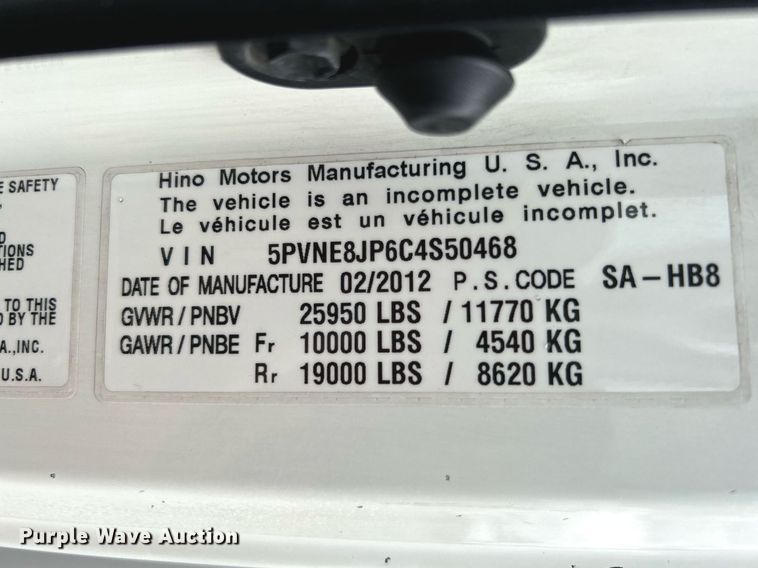 E SAFETY
D
TIONS
HED
TO THIS
D BY THE
A.,INC.
U.S.A.
Hino Motors Manufacturing U. S. A., Inc.
The vehicle is an incomplete vehicle.
Le véhicule est un véhicule incomplet.
VIN 5PVNE8JP6C4S50468
DATE OF MANUFACTURE 02/2012 P.S.CODE SA-HB8
GVWR/PNBV 25950 LBS / 11770 KG
GAWR/PNBE Fr 10000 LBS / 4540 KG
Rr 19000 LBS / 8620 KG
Purple Wave Auction